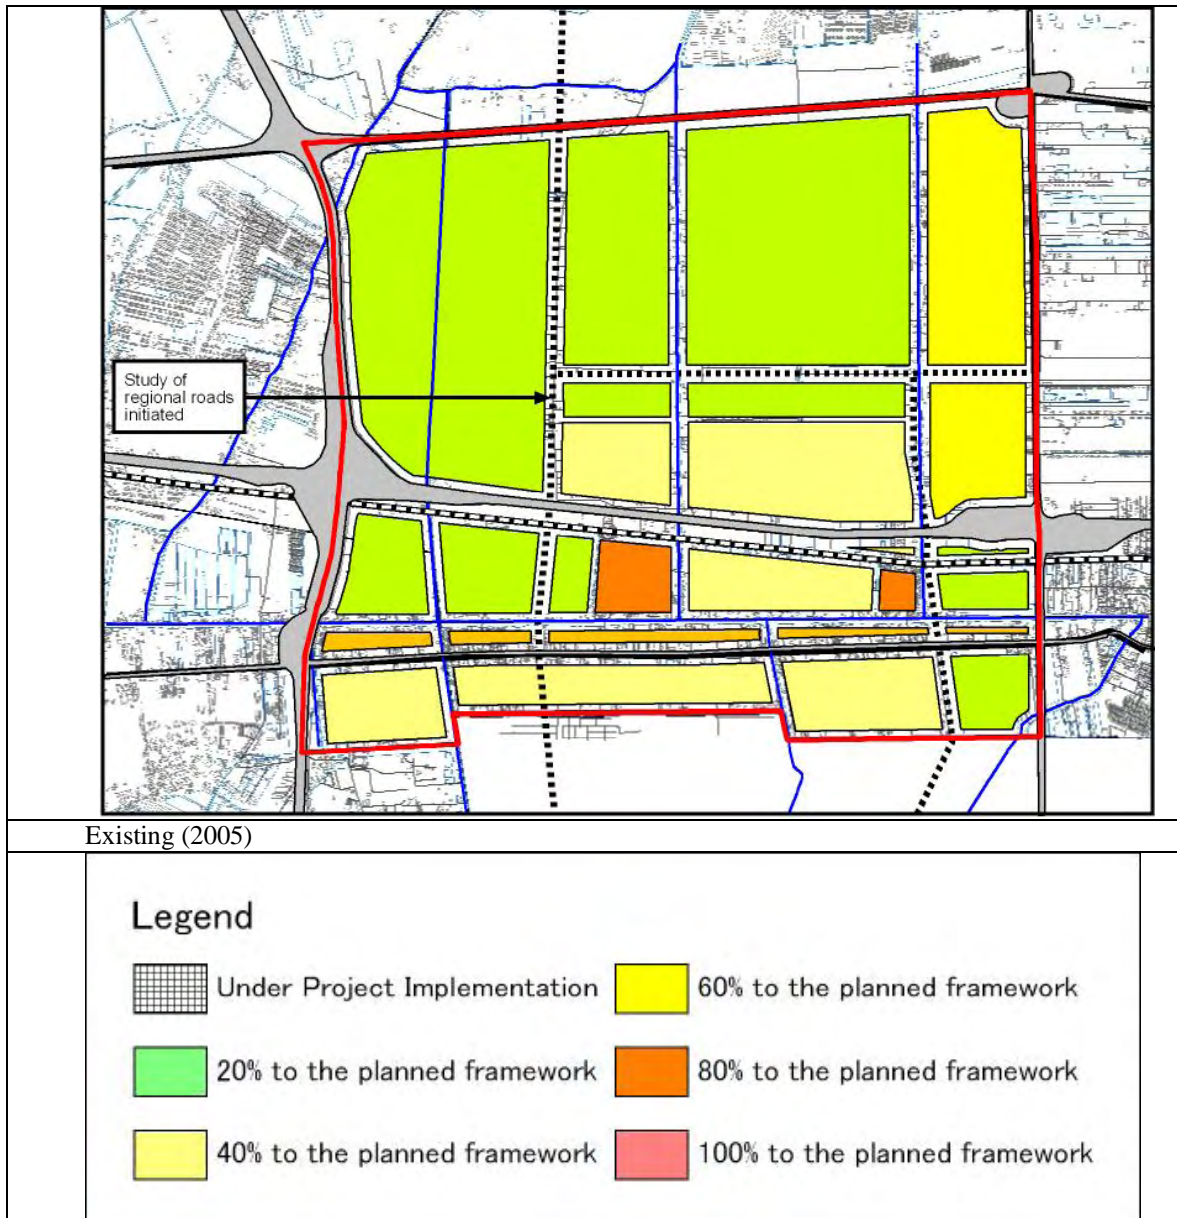 Study of
regional roads
initiated
Existing (2005)
Legend
Under Project Implementation
60% to the planned framework
20% to the planned framework
80% to the planned framework
40% to the planned framework
100% to the planned framework